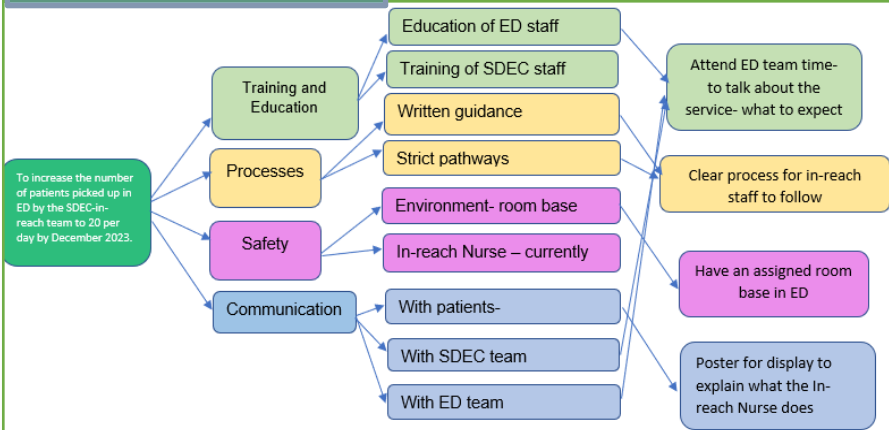 To increase the number
of patients picked up in
ED by the SDEC-in-
reach team to 20 per
day by December 2023.
Training and
Education
Processes
Safety
Communication
Education of ED staff
Training of SDEC staff
Written guidance
Strict pathways
Environment- room base
In-reach Nurse – currently
With patients-
With SDEC team
With ED team
Attend ED team time-
to talk about the
service- what to expect
Clear process for in-reach
staff to follow
Have an assigned room
base in ED
Poster for display to
explain what the In-
reach Nurse does